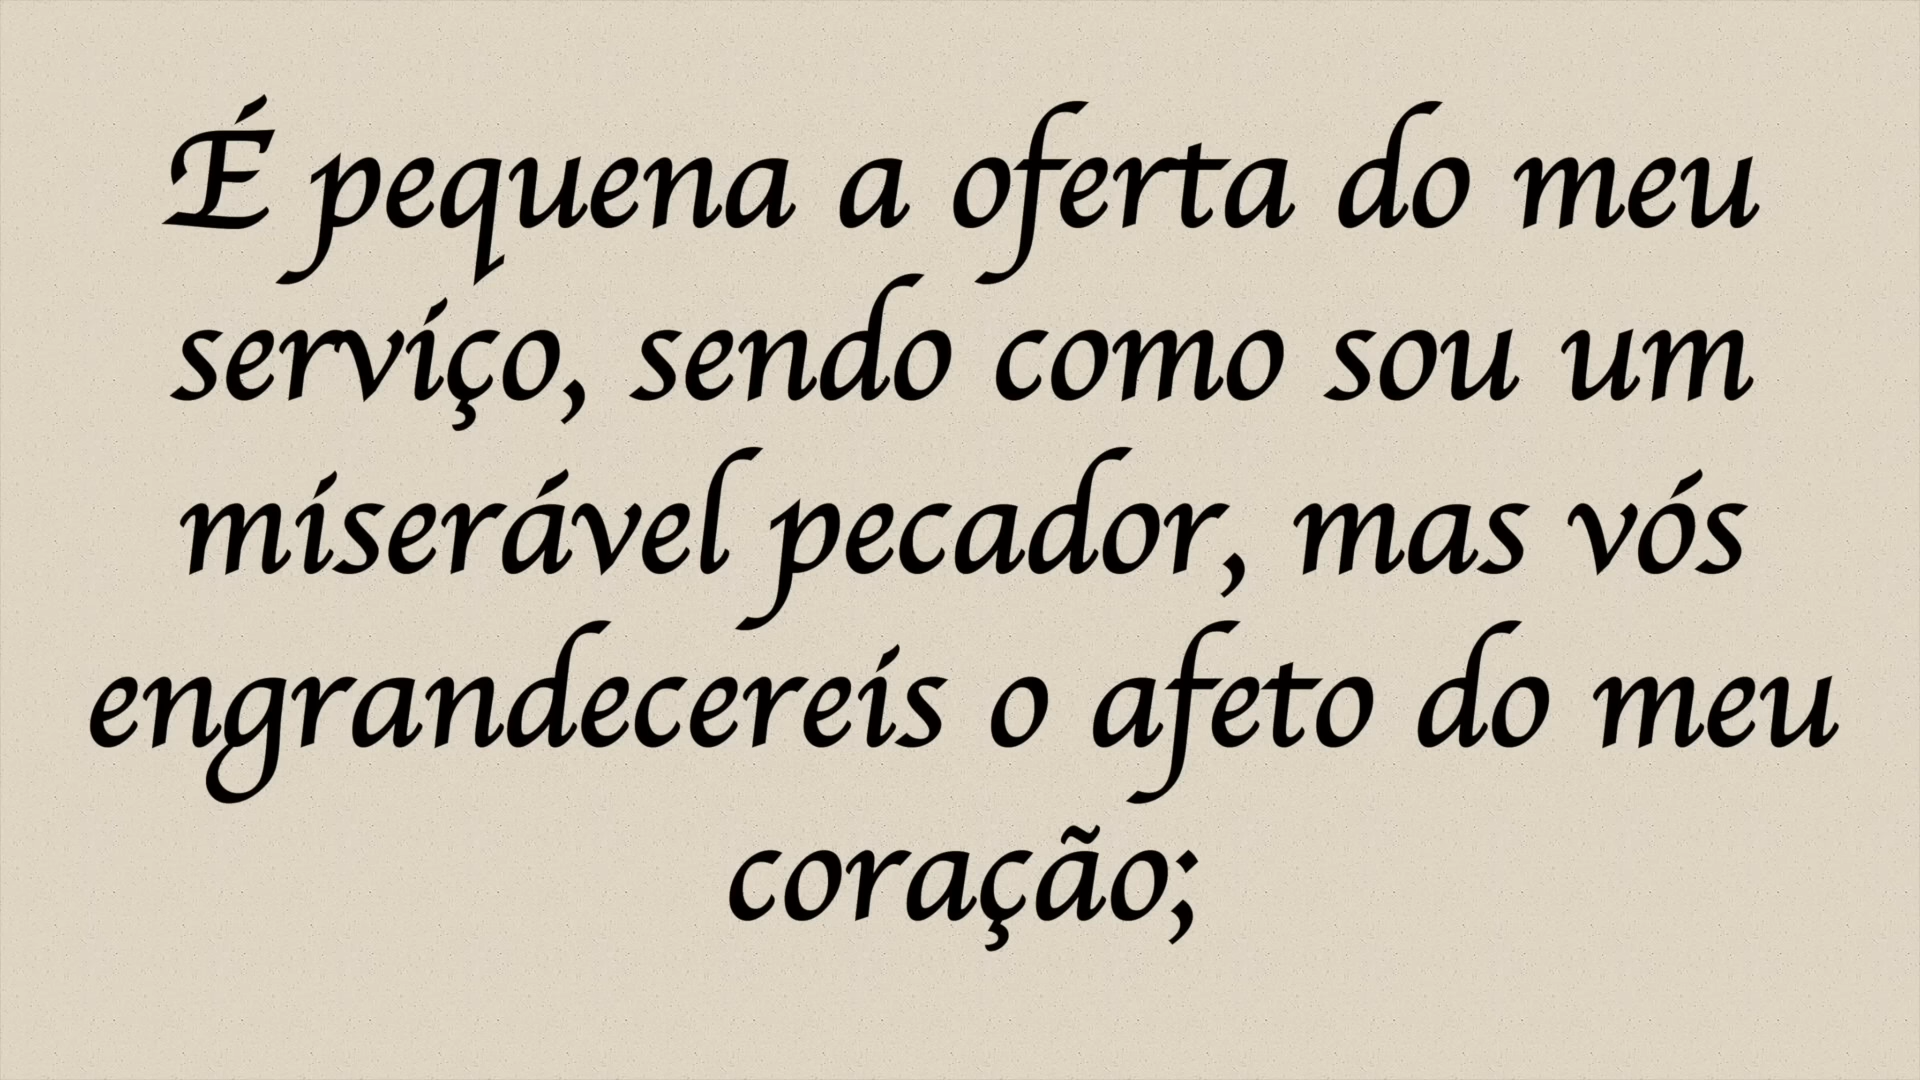 É pequena a oferta do meu
serviço, sendo como sou um
miserável pecador, mas vós
engrandecereis o afeto do meu
coração;